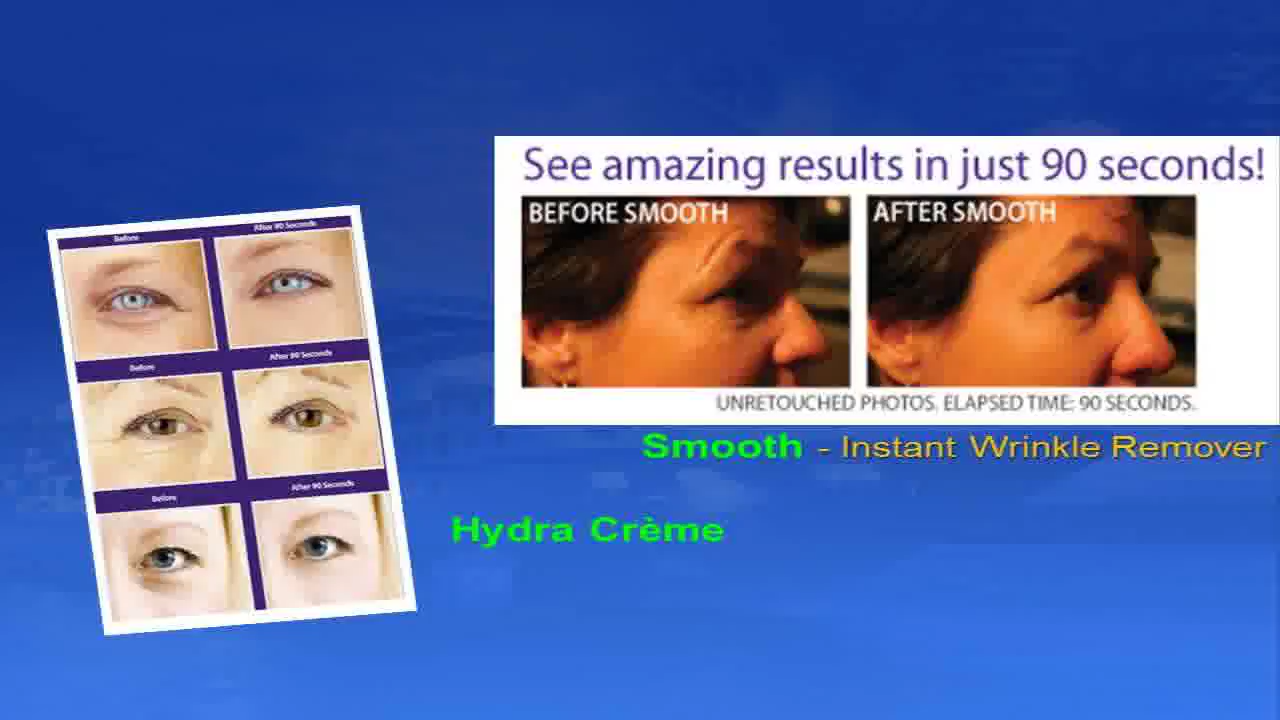 See amazing results in just 90 seconds!
BEFORE SMOOTH
AFTER SMOOTH
UNRETOUCHED PHOTOS. ELAPSED TIME: 90 SECONDS.
Smooth - Instant Wrinkle Remover
Hydra Crème
Before
After 90 Seconds
Before
After 90 Seconds
Before
After 90 Seconds